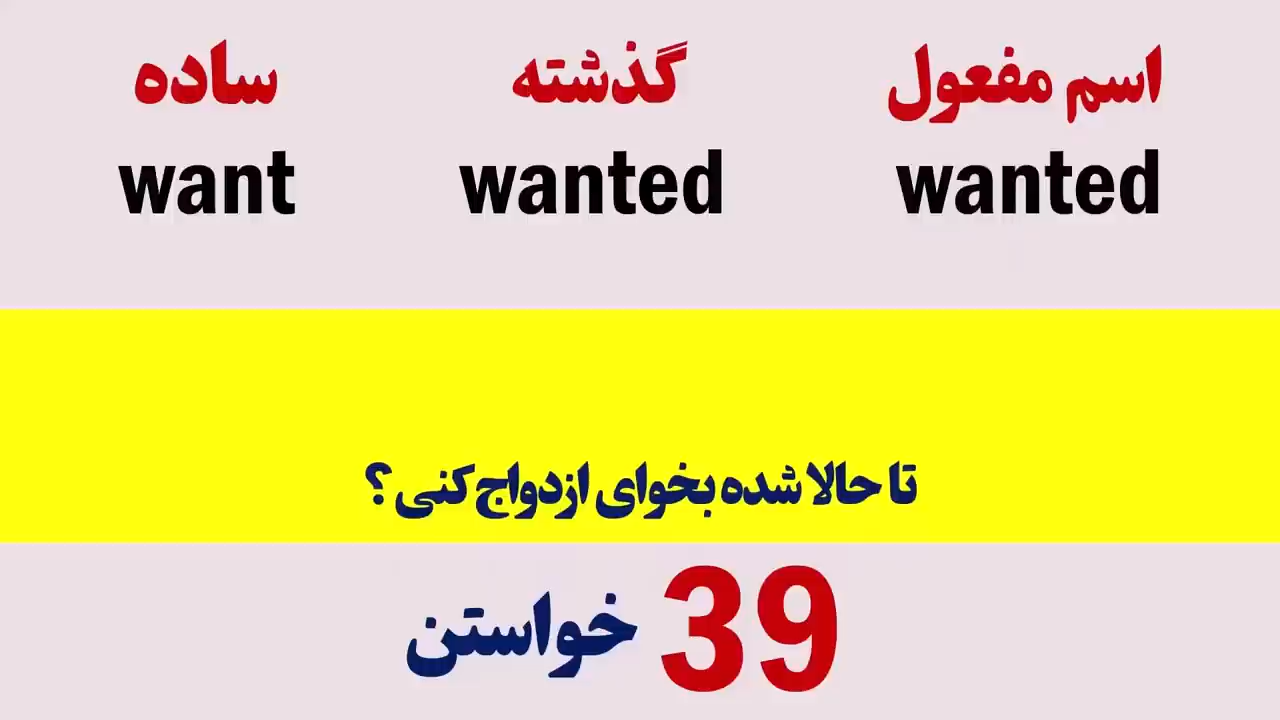 ساده گذشته اسم مفعول
want wanted wanted
تا حالا شده بخوای ازدواج کنی ؟
39 خواستن